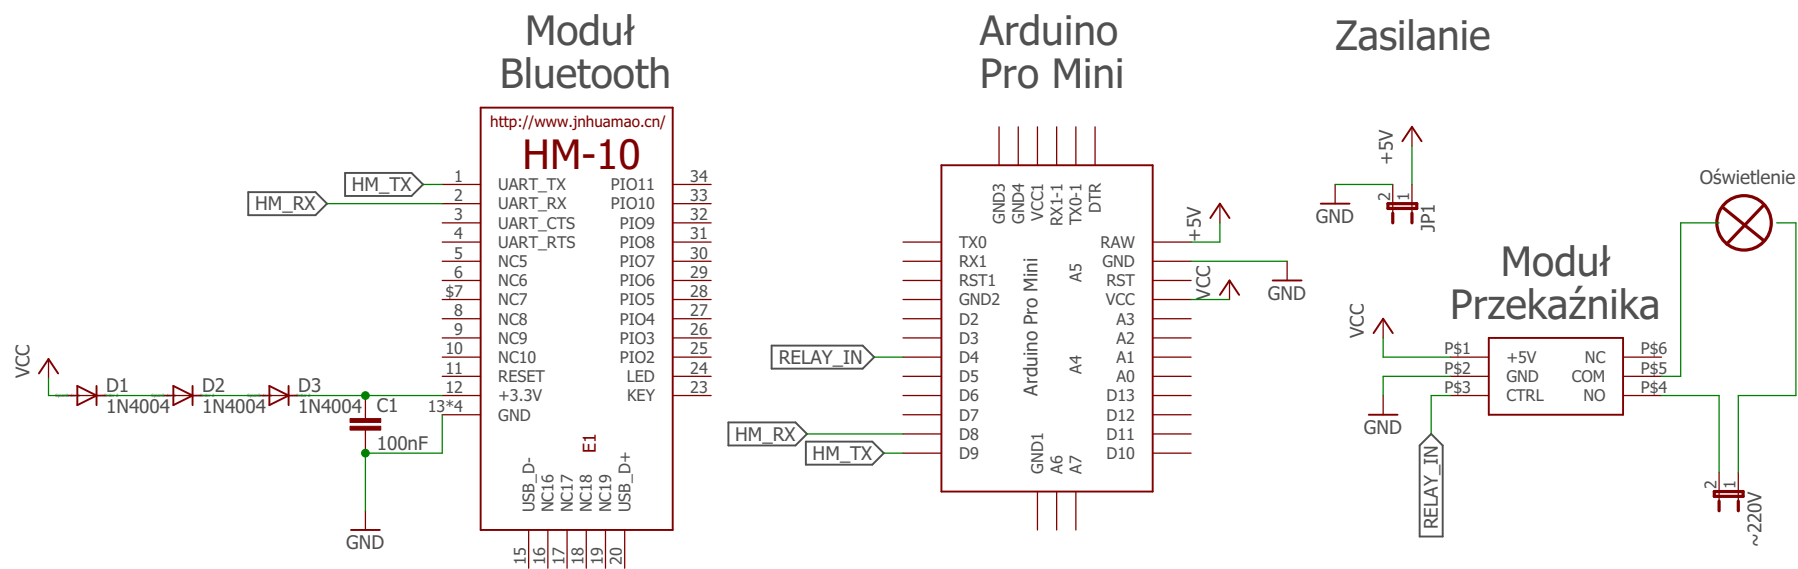 Moduł
Bluetooth
http://www.jnhuamao.cn/
HM-10
HM_TX
HM_RX
1 UART_TX PIO11 34
2 UART_RX PIO10 33
3 UART_CTS PIO9 32
4 UART_RTS PIO8 31
5 NC5 PIO7 30
6 NC6 PIO6 29
$7 NC7 PIO5 28
8 NC8 PIO4 27
9 NC9 PIO3 26
10 NC10 PIO2 25
11 RESET LED 24
12 +3.3V KEY 23
13*4 GND
E1
USB_D- NC16 NC17 NC18 NC19 USB_D+
15 16 17 18 19 20
VCC
D1 D2 D3
1N4004 1N4004 1N4004
C1
100nF
GND
Arduino
Pro Mini
GND3 GND4 VCC1 RX1-1 TX0-1 DTR
TX0 RAW
RX1 GND
RST1 RST
GND2 VCC
D2 A3
D3 A2
D4 A1
D5 A0
D6 D13
D7 D12
D8 D11
D9 D10
Arduino Pro Mini
A5
A4
GND1 A6 A7
RELAY_IN
HM_RX
HM_TX
+5V
GND
VCC
Zasilanie
+5V
GND
2 1
JP1
Oświetlenie
Moduł
Przekaźnika
VCC
P$1 +5V NC P$6
P$2 GND COM P$5
P$3 CTRL NO P$4
GND
RELAY_IN
2 1
~220V